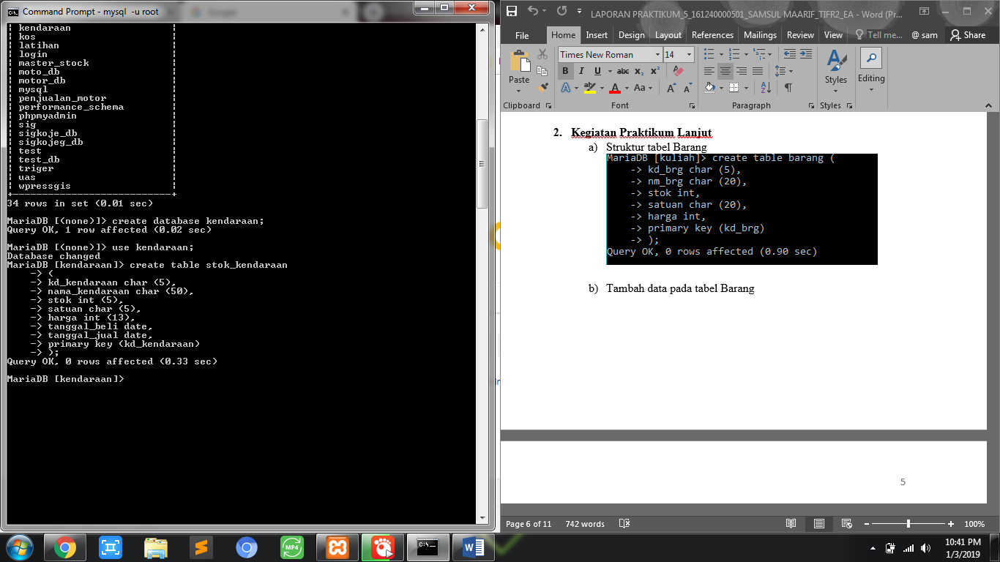 Command Prompt - mysql  -u root
| kendaraan |
| kos |
| latihan |
| login |
| master_stock |
| moto_db |
| motor_db |
| mysql |
| penjualan_motor |
| performance_schema |
| phpmyadmin |
| sig |
| sigkoje_db |
| sigkojeg_db |
| test |
| test_db |
| triger |
| uas |
| wpressgis |
+----------------------------+
34 rows in set (0.01 sec)
MariaDB [(none)]> create database kendaraan;
Query OK, 1 row affected (0.02 sec)
MariaDB [(none)]> use kendaraan;
Database changed
MariaDB [kendaraan]> create table stok_kendaraan
-> (
-> kd_kendaraan char (5),
-> nama_kendaraan char (50),
-> stok int (5),
-> satuan char (5),
-> harga int (13),
-> tanggal_beli date,
-> tanggal_jual date,
-> primary key (kd_kendaraan)
-> );
Query OK, 0 rows affected (0.33 sec)
MariaDB [kendaraan]>
LAPORAN PRAKTIKUM_5_161240000501_SAMSUL MAARIF_TIFR2_EA - Word (Pr...
File Home Insert Design Layout References Mailings Review View Tell me... @ sam Share
Times New Roman 14
Paste
B I U abc x₂ x²
A ab A Aa A A
Styles
Editing
Clipboard Font Paragraph Styles
2. Kegiatan Praktikum Lanjut
a) Struktur tabel Barang
MariaDB [kuliah]> create table barang (
-> kd_brg char (5),
-> nm_brg char (20),
-> stok int,
-> satuan char (20),
-> harga int,
-> primary key (kd_brg)
-> );
Query OK, 0 rows affected (0.90 sec)
b) Tambah data pada tabel Barang
5
Page 6 of 11 742 words 100%
MP4
10:41 PM
1/3/2019